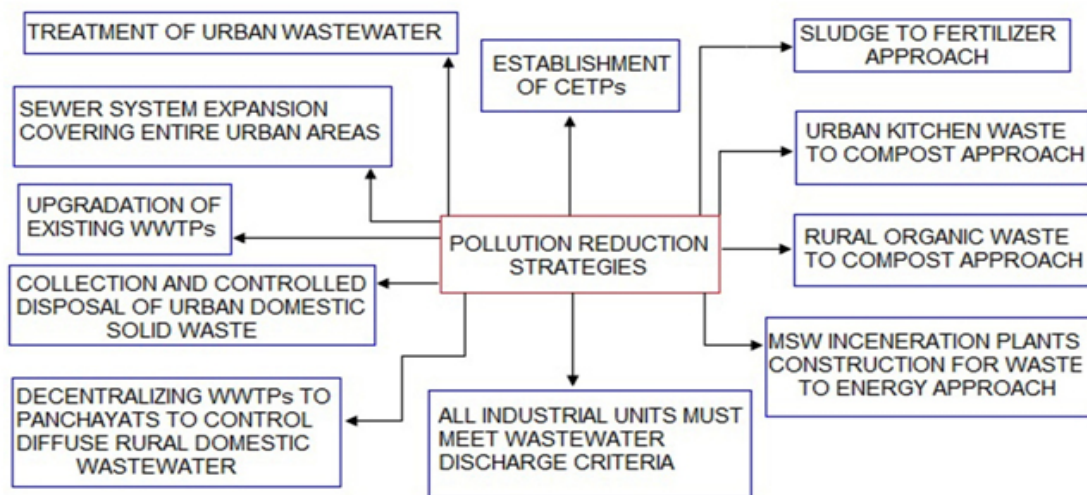 TREATMENT OF URBAN WASTEWATER
ESTABLISHMENT
OF CETPs
SLUDGE TO FERTILIZER
APPROACH
SEWER SYSTEM EXPANSION
COVERING ENTIRE URBAN AREAS
URBAN KITCHEN WASTE
TO COMPOST APPROACH
UPGRADATION OF
EXISTING WWTPs
POLLUTION REDUCTION
STRATEGIES
RURAL ORGANIC WASTE
TO COMPOST APPROACH
COLLECTION AND CONTROLLED
DISPOSAL OF URBAN DOMESTIC
SOLID WASTE
MSW INCENERATION PLANTS
CONSTRUCTION FOR WASTE
TO ENERGY APPROACH
DECENTRALIZING WWTPs TO
PANCHAYATS TO CONTROL
DIFFUSE RURAL DOMESTIC
WASTEWATER
ALL INDUSTRIAL UNITS MUST
MEET WASTEWATER
DISCHARGE CRITERIA